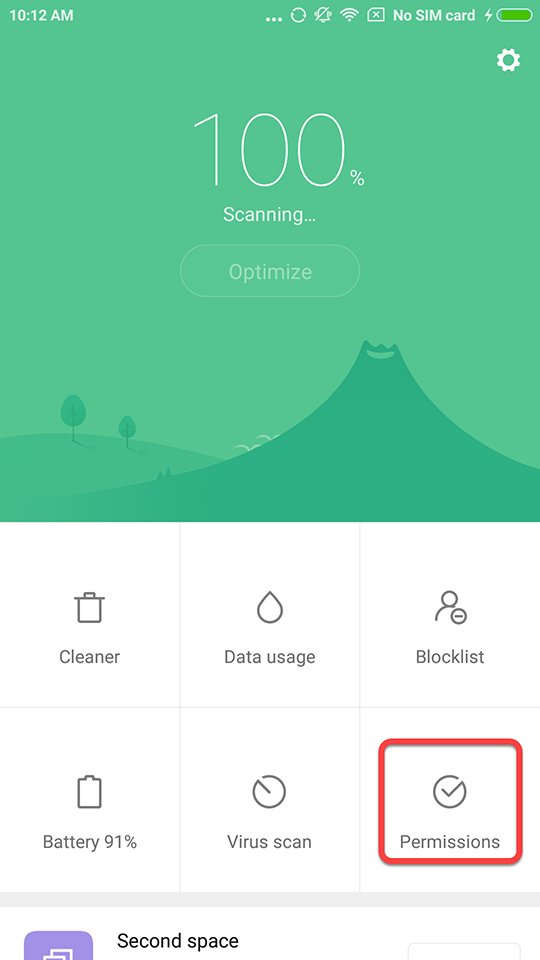 10:12 AM ... No SIM card
100%
Scanning...
Optimize
Cleaner
Data usage
Blocklist
Battery 91%
Virus scan
Permissions
Second space